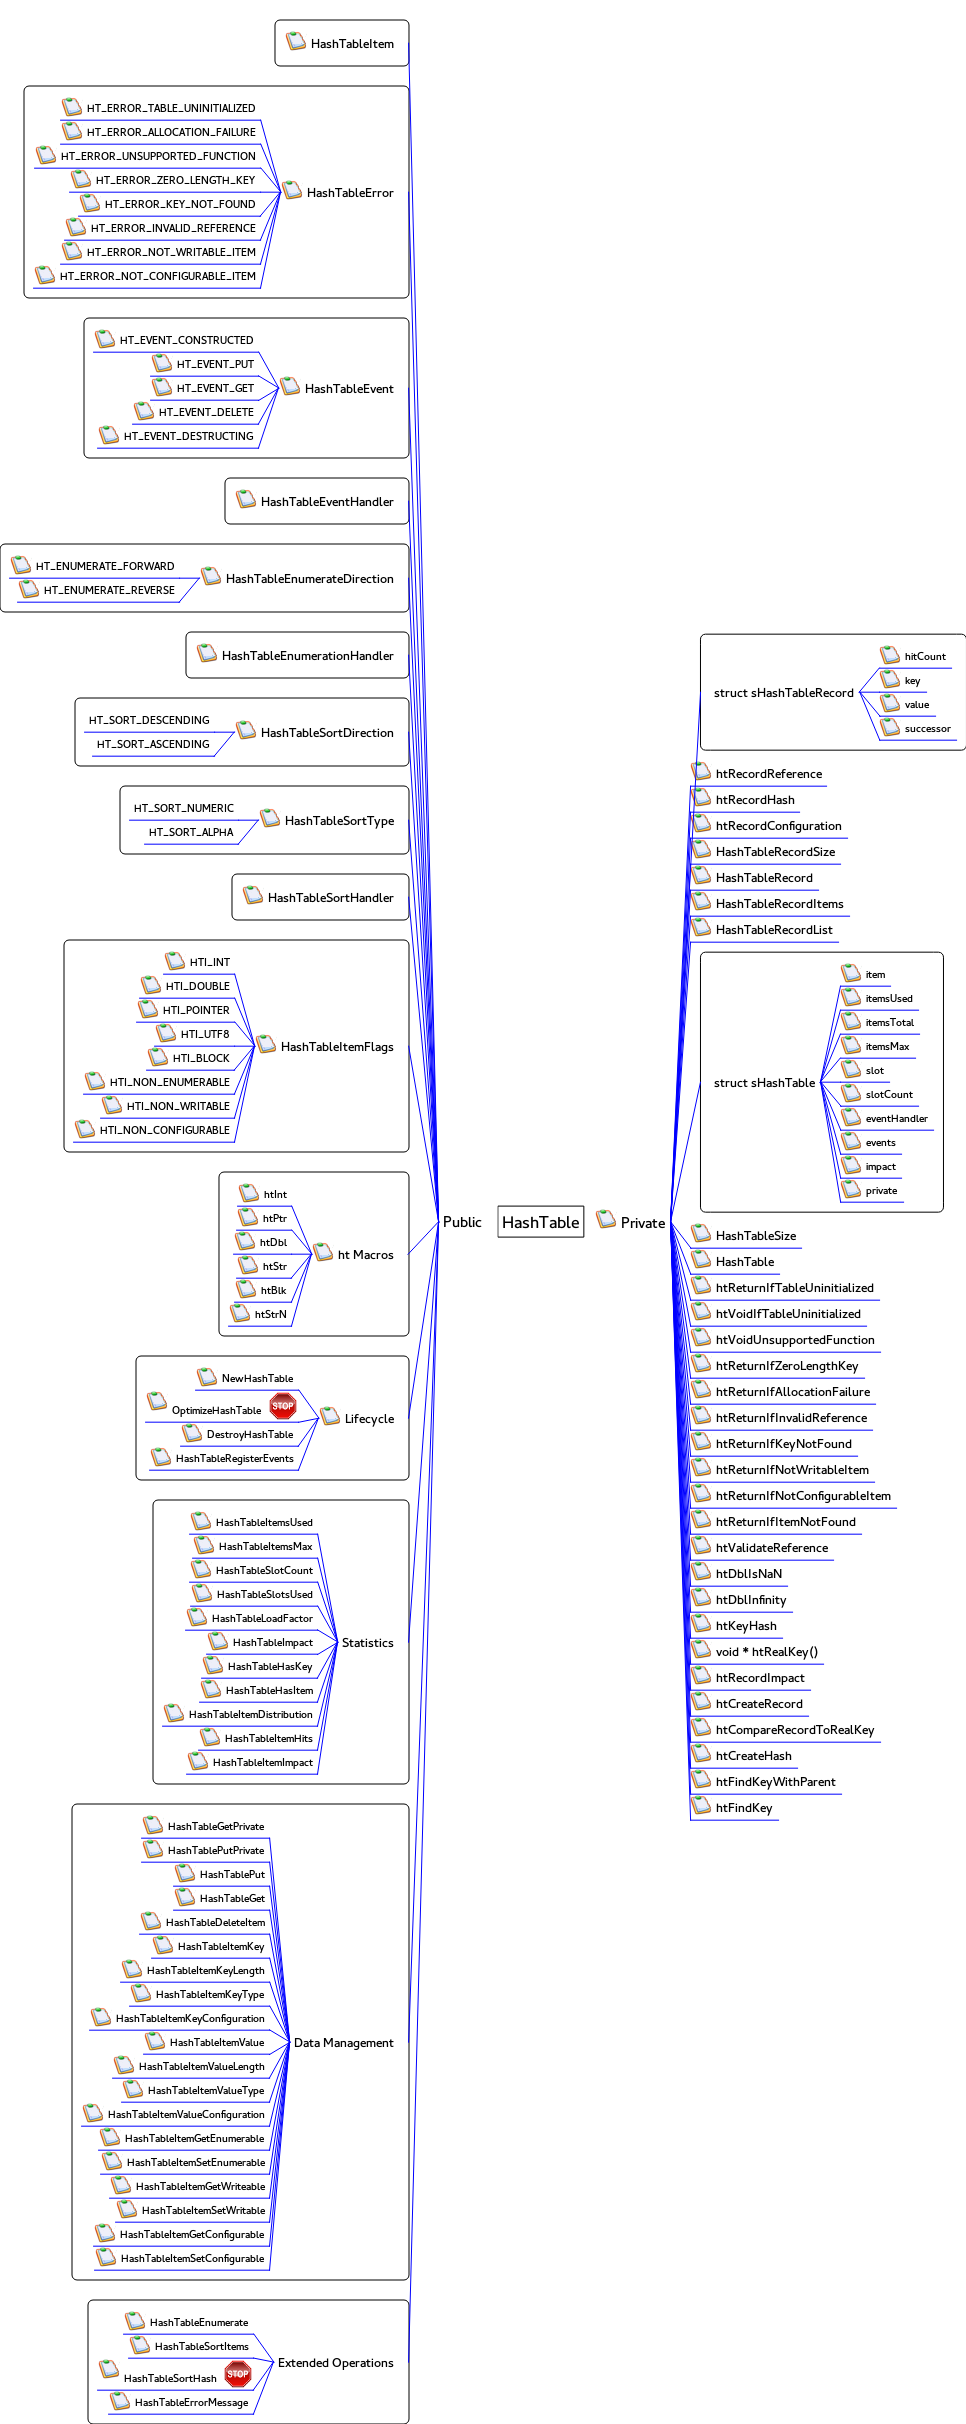 HashTableItem
HT_ERROR_TABLE_UNINITIALIZED
HT_ERROR_ALLOCATION_FAILURE
HT_ERROR_UNSUPPORTED_FUNCTION
HT_ERROR_ZERO_LENGTH_KEY
HashTableError
HT_ERROR_KEY_NOT_FOUND
HT_ERROR_INVALID_REFERENCE
HT_ERROR_NOT_WRITABLE_ITEM
HT_ERROR_NOT_CONFIGURABLE_ITEM
HT_EVENT_CONSTRUCTED
HT_EVENT_PUT
HT_EVENT_GET
HashTableEvent
HT_EVENT_DELETE
HT_EVENT_DESTRUCTING
HashTableEventHandler
HT_ENUMERATE_FORWARD
HashTableEnumerateDirection
HT_ENUMERATE_REVERSE
HashTableEnumerationHandler
HT_SORT_DESCENDING
HashTableSortDirection
HT_SORT_ASCENDING
HT_SORT_NUMERIC
HashTableSortType
HT_SORT_ALPHA
HashTableSortHandler
HTI_INT
HTI_DOUBLE
HTI_POINTER
HTI_UTF8
HashTableItemFlags
HTI_BLOCK
HTI_NON_ENUMERABLE
HTI_NON_WRITABLE
HTI_NON_CONFIGURABLE
htInt
htPtr
htDbl
ht Macros
htStr
htBlk
htStrN
NewHashTable
OptimizeHashTable STOP
Lifecycle
DestroyHashTable
HashTableRegisterEvents
HashTableItemsUsed
HashTableItemsMax
HashTableSlotCount
HashTableSlotsUsed
HashTableLoadFactor
HashTableImpact
Statistics
HashTableHasKey
HashTableHasItem
HashTableItemDistribution
HashTableItemHits
HashTableItemImpact
HashTableGetPrivate
HashTablePutPrivate
HashTablePut
HashTableGet
HashTableDeleteItem
HashTableItemKey
HashTableItemKeyLength
HashTableItemKeyType
HashTableItemKeyConfiguration
HashTableItemValue
Data Management
HashTableItemValueLength
HashTableItemValueType
HashTableItemValueConfiguration
HashTableItemGetEnumerable
HashTableItemSetEnumerable
HashTableItemGetWriteable
HashTableItemSetWritable
HashTableItemGetConfigurable
HashTableItemSetConfigurable
HashTableEnumerate
HashTableSortItems
Extended Operations
HashTableSortHash STOP
HashTableErrorMessage
Public
HashTable
Private
struct sHashTableRecord
hitCount
key
value
successor
htRecordReference
htRecordHash
htRecordConfiguration
HashTableRecordSize
HashTableRecord
HashTableRecordItems
HashTableRecordList
struct sHashTable
item
itemsUsed
itemsTotal
itemsMax
slot
slotCount
eventHandler
events
impact
private
HashTableSize
HashTable
htReturnIfTableUninitialized
htVoidIfTableUninitialized
htVoidUnsupportedFunction
htReturnIfZeroLengthKey
htReturnIfAllocationFailure
htReturnIfInvalidReference
htReturnIfKeyNotFound
htReturnIfNotWritableItem
htReturnIfNotConfigurableItem
htReturnIfItemNotFound
htValidateReference
htDblIsNaN
htDblInfinity
htKeyHash
void * htRealKey()
htRecordImpact
htCreateRecord
htCompareRecordToRealKey
htCreateHash
htFindKeyWithParent
htFindKey